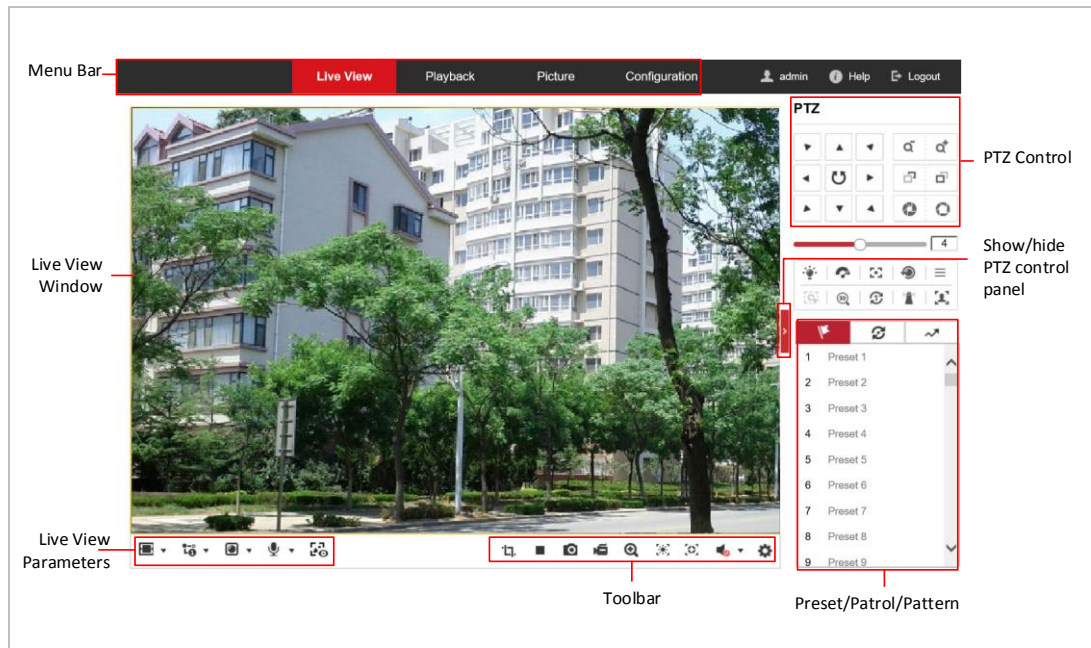 Menu Bar
Live View Playback Picture Configuration admin Help Logout
PTZ
PTZ Control
4
Show/hide
PTZ control
panel
Live View
Window
1 Preset 1
2 Preset 2
3 Preset 3
4 Preset 4
5 Preset 5
6 Preset 6
7 Preset 7
8 Preset 8
9 Preset 9
Live View
Parameters
Toolbar
Preset/Patrol/Pattern